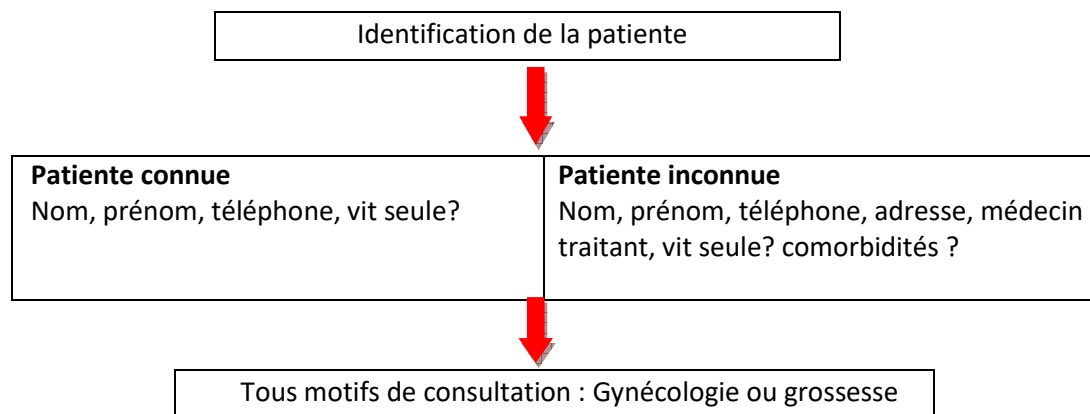 Identification de la patiente
Patiente connue
Nom, prénom, téléphone, vit seule?
Patiente inconnue
Nom, prénom, téléphone, adresse, médecin
traitant, vit seule? comorbidités ?
Tous motifs de consultation : Gynécologie ou grossesse